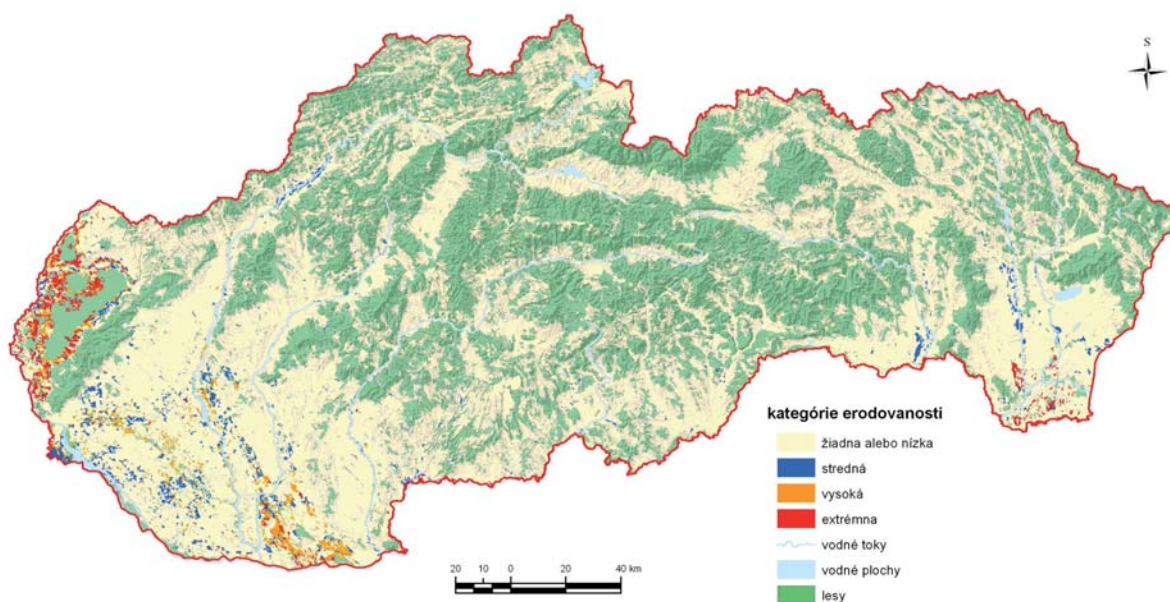 S
kategórie erodovanosti
žiadna alebo nízka
stredná
vysoká
extrémna
vodné toky
vodné plochy
lesy
20 10 0 20 40 km